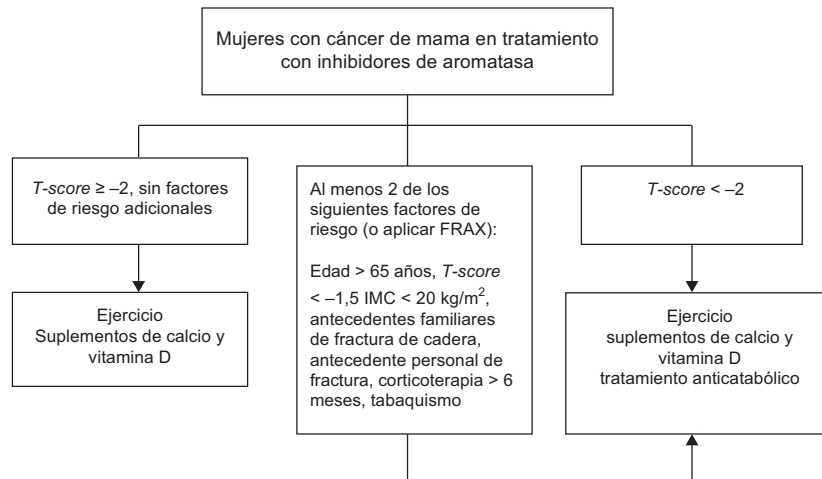 Mujeres con cáncer de mama en tratamiento
con inhibidores de aromatasa
T-score ≥ –2, sin factores
de riesgo adicionales
Ejercicio
Suplementos de calcio y
vitamina D
Al menos 2 de los
siguientes factores de
riesgo (o aplicar FRAX):
Edad > 65 años, T-score
< –1,5 IMC < 20 kg/m²,
antecedentes familiares
de fractura de cadera,
antecedente personal de
fractura, corticoterapia > 6
meses, tabaquismo
T-score < –2
Ejercicio
suplementos de calcio y
vitamina D
tratamiento anticatabólico